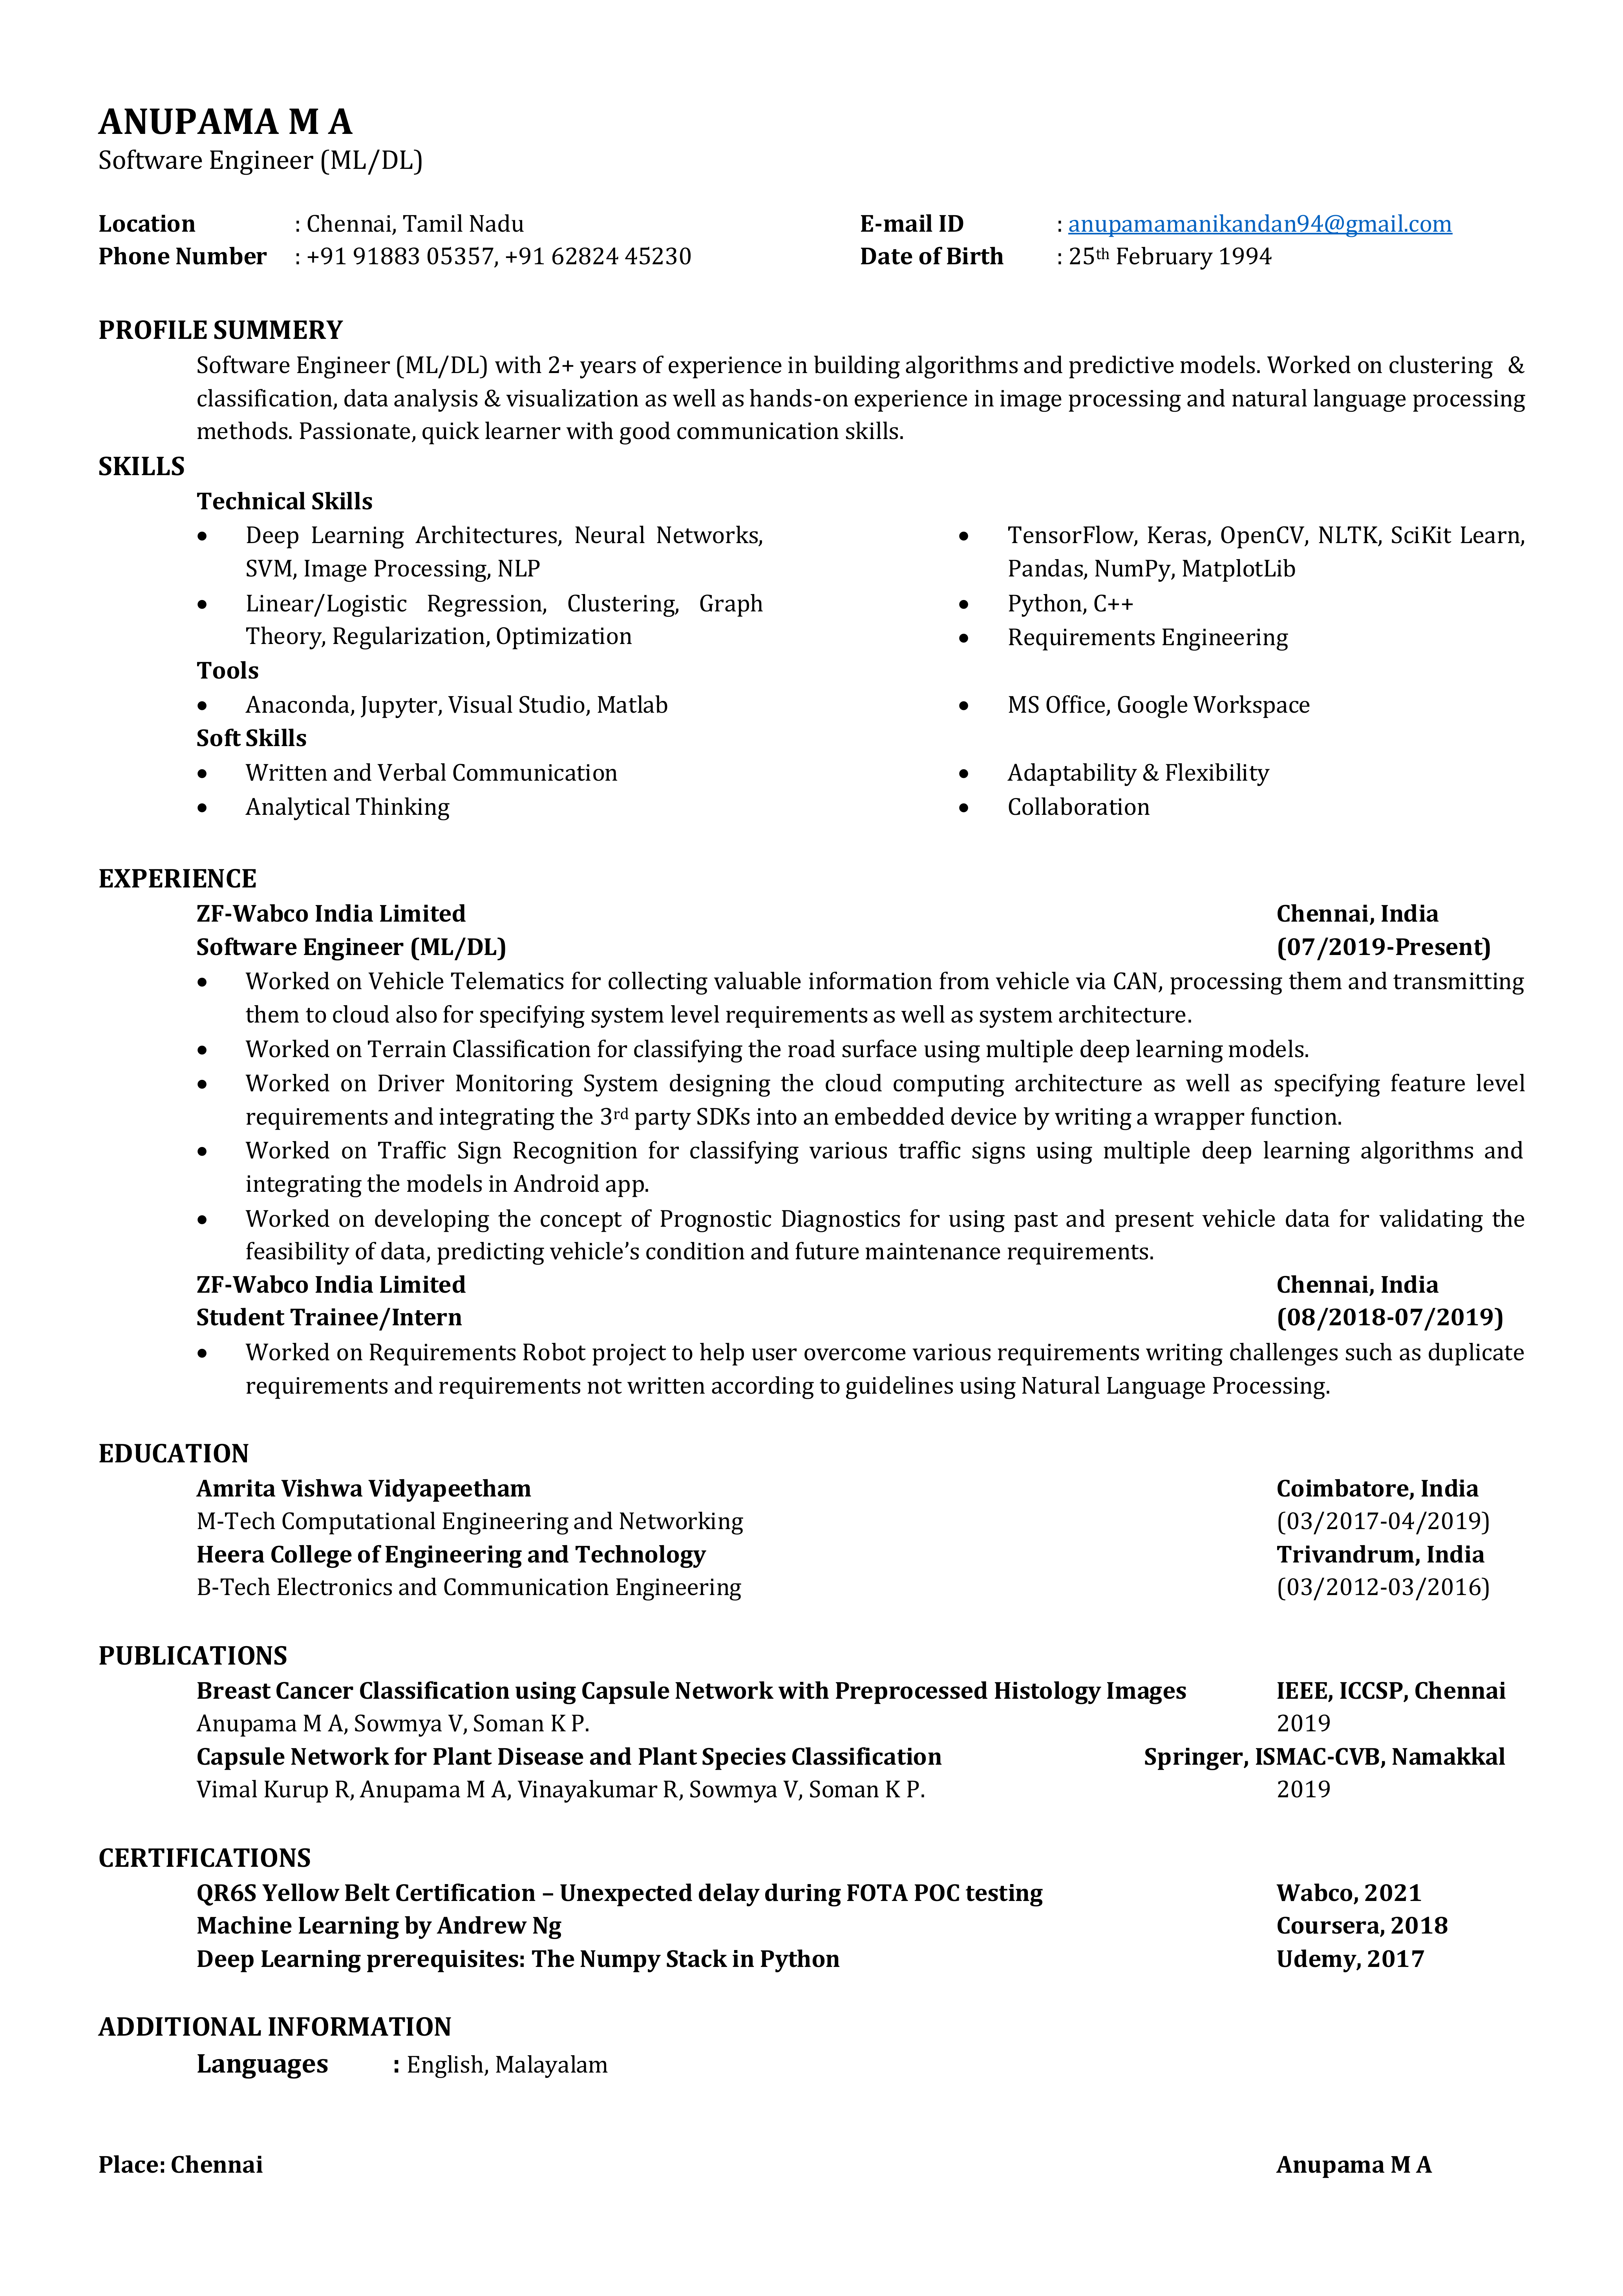 ANUPAMA M A
Software Engineer (ML/DL)
Location : Chennai, Tamil Nadu E-mail ID : anupamamanikandan94@gmail.com
Phone Number : +91 91883 05357, +91 62824 45230 Date of Birth : 25th February 1994
PROFILE SUMMERY
Software Engineer (ML/DL) with 2+ years of experience in building algorithms and predictive models. Worked on clustering &
classification, data analysis & visualization as well as hands-on experience in image processing and natural language processing
methods. Passionate, quick learner with good communication skills.
SKILLS
Technical Skills
• Deep Learning Architectures, Neural Networks,
SVM, Image Processing, NLP
• Linear/Logistic Regression, Clustering, Graph
Theory, Regularization, Optimization
• TensorFlow, Keras, OpenCV, NLTK, SciKit Learn,
Pandas, NumPy, MatplotLib
• Python, C++
• Requirements Engineering
Tools
• Anaconda, Jupyter, Visual Studio, Matlab
• MS Office, Google Workspace
Soft Skills
• Written and Verbal Communication
• Analytical Thinking
• Adaptability & Flexibility
• Collaboration
EXPERIENCE
ZF-Wabco India Limited Chennai, India
Software Engineer (ML/DL) (07/2019-Present)
• Worked on Vehicle Telematics for collecting valuable information from vehicle via CAN, processing them and transmitting
them to cloud also for specifying system level requirements as well as system architecture.
• Worked on Terrain Classification for classifying the road surface using multiple deep learning models.
• Worked on Driver Monitoring System designing the cloud computing architecture as well as specifying feature level
requirements and integrating the 3rd party SDKs into an embedded device by writing a wrapper function.
• Worked on Traffic Sign Recognition for classifying various traffic signs using multiple deep learning algorithms and
integrating the models in Android app.
• Worked on developing the concept of Prognostic Diagnostics for using past and present vehicle data for validating the
feasibility of data, predicting vehicle’s condition and future maintenance requirements.
ZF-Wabco India Limited Chennai, India
Student Trainee/Intern (08/2018-07/2019)
• Worked on Requirements Robot project to help user overcome various requirements writing challenges such as duplicate
requirements and requirements not written according to guidelines using Natural Language Processing.
EDUCATION
Amrita Vishwa Vidyapeetham Coimbatore, India
M-Tech Computational Engineering and Networking (03/2017-04/2019)
Heera College of Engineering and Technology Trivandrum, India
B-Tech Electronics and Communication Engineering (03/2012-03/2016)
PUBLICATIONS
Breast Cancer Classification using Capsule Network with Preprocessed Histology Images IEEE, ICCSP, Chennai
Anupama M A, Sowmya V, Soman K P. 2019
Capsule Network for Plant Disease and Plant Species Classification Springer, ISMAC-CVB, Namakkal
Vimal Kurup R, Anupama M A, Vinayakumar R, Sowmya V, Soman K P. 2019
CERTIFICATIONS
QR6S Yellow Belt Certification – Unexpected delay during FOTA POC testing Wabco, 2021
Machine Learning by Andrew Ng Coursera, 2018
Deep Learning prerequisites: The Numpy Stack in Python Udemy, 2017
ADDITIONAL INFORMATION
Languages : English, Malayalam
Place: Chennai Anupama M A